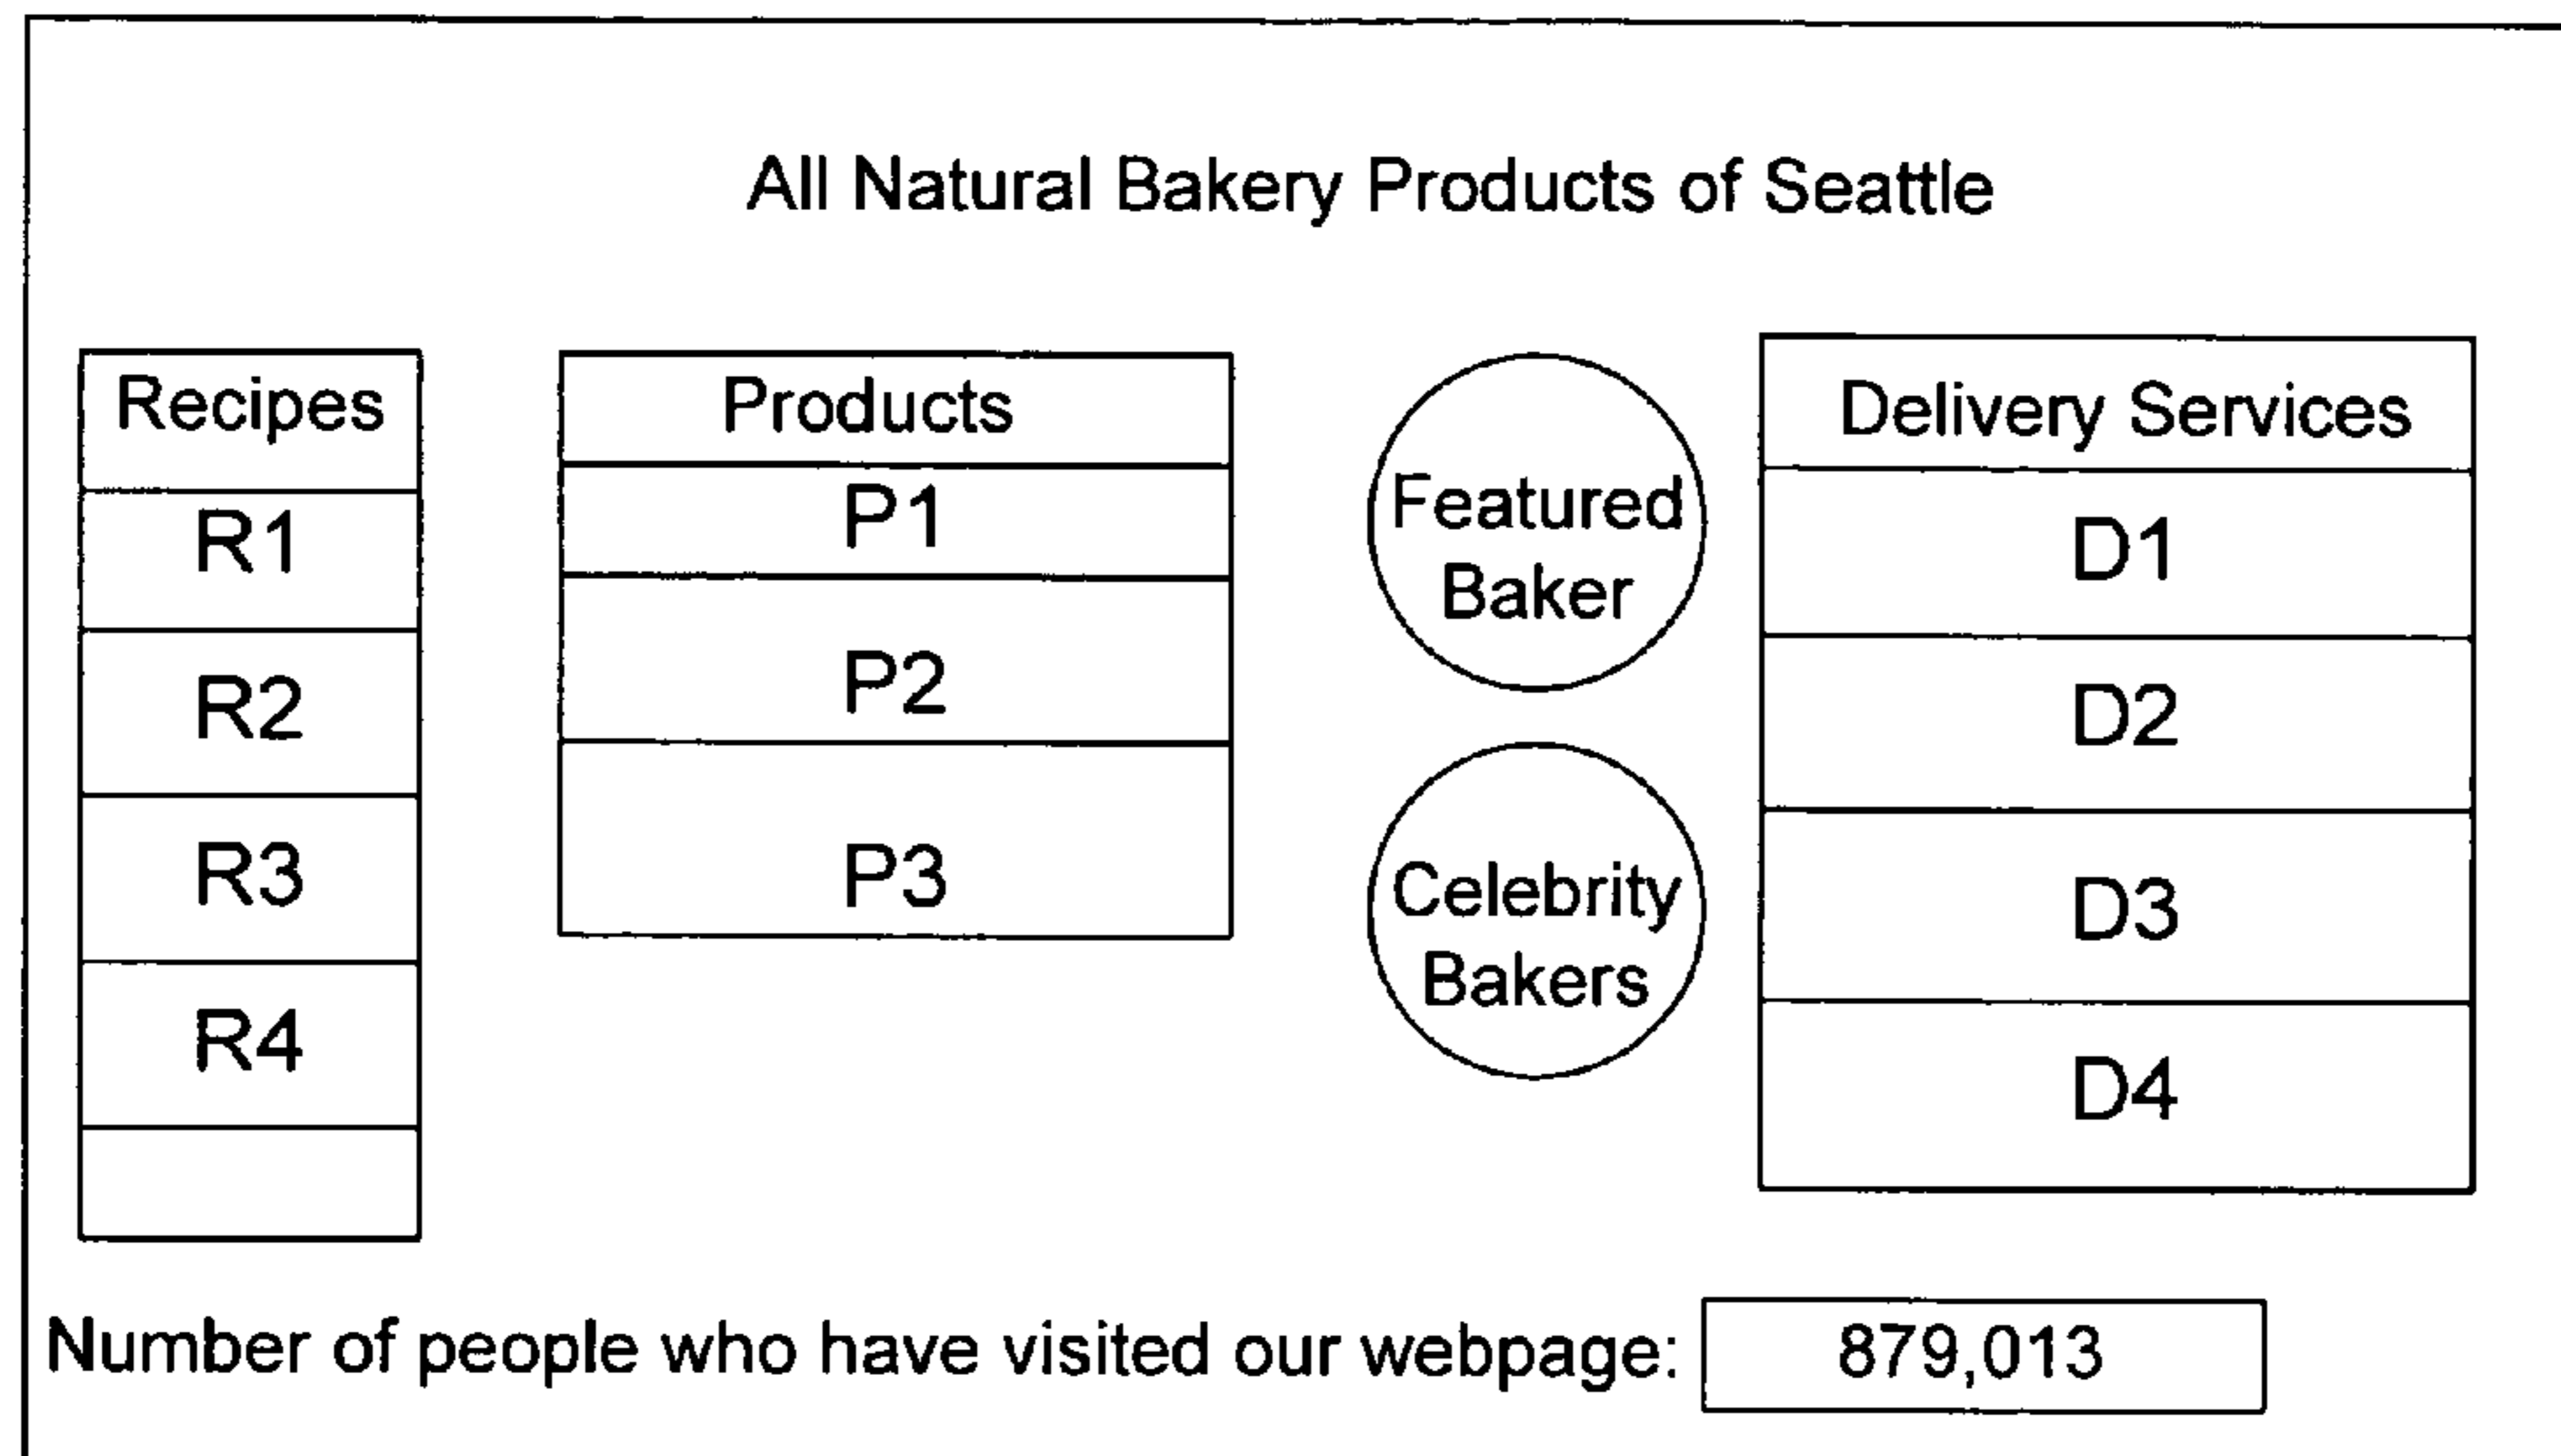 All Natural Bakery Products of Seattle
Recipes
R1
R2
R3
R4
Products
P1
P2
P3
Featured
Baker
Celebrity
Bakers
Delivery Services
D1
D2
D3
D4
Number of people who have visited our webpage: 879,013